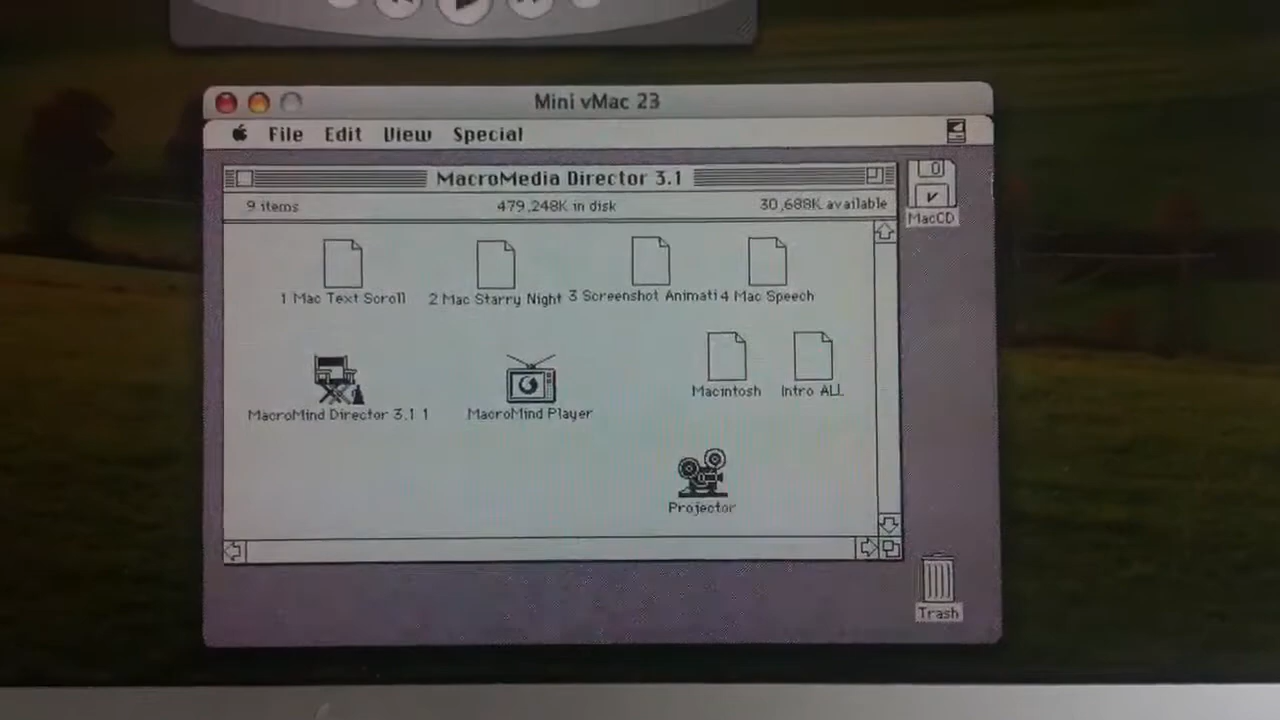 Mini vMac 23
File Edit View Special
MacroMedia Director 3.1
9 items 479,248K in disk 30,688K available
MacCD
1 Mac Text Scroll 2 Mac Starry Night 3 Screenshot Animati 4 Mac Speech
Macintosh Intro ALL
MacroMind Director 3.1 1 MacroMind Player
Projector
Trash